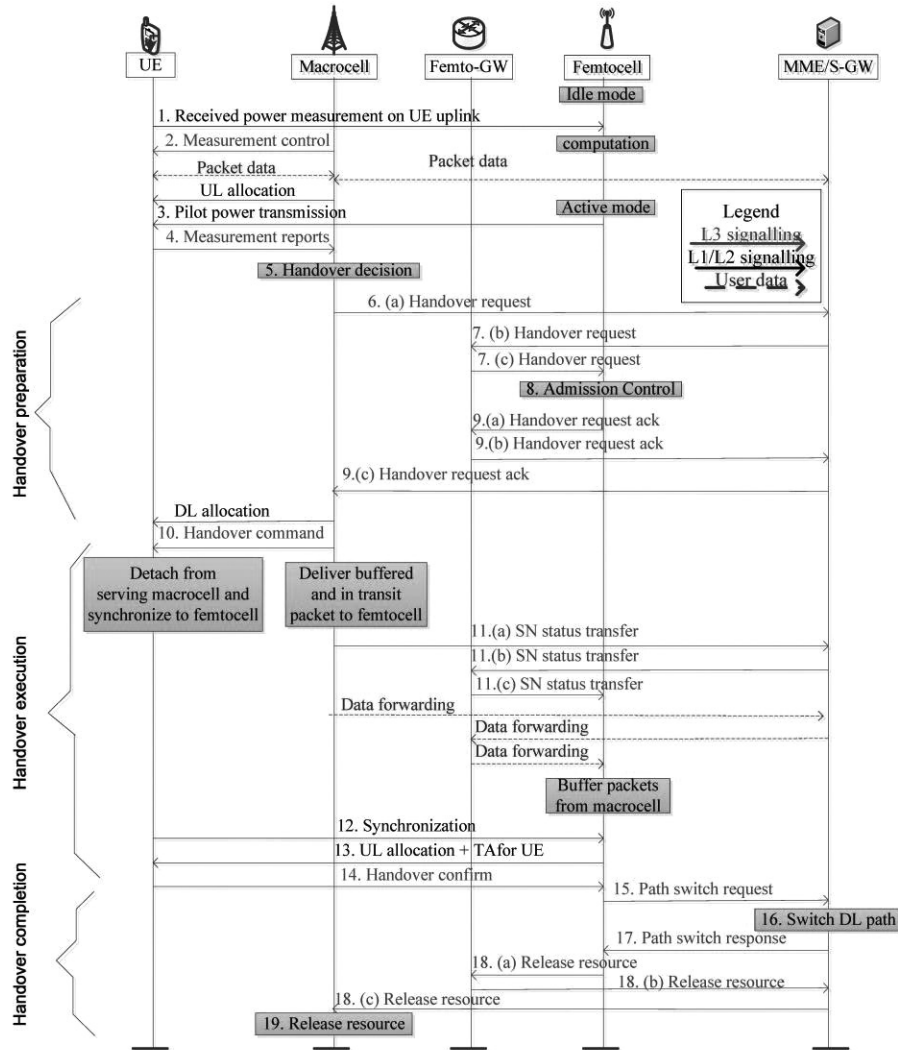 UE
Macrocell
Femto-GW
Femtocell
MME/S-GW
Idle mode
1. Received power measurement on UE uplink
2. Measurement control
computation
Packet data
Packet data
UL allocation
3. Pilot power transmission
Active mode
4. Measurement reports
5. Handover decision
Legend
L3 signalling
L1/L2 signalling
User data
Handover preparation
6. (a) Handover request
7. (b) Handover request
7. (c) Handover request
8. Admission Control
9.(a) Handover request ack
9.(b) Handover request ack
9.(c) Handover request ack
DL allocation
10. Handover command
Handover execution
Detach from
serving macrocell and
synchronize to femtocell
Deliver buffered
and in transit
packet to femtocell
11.(a) SN status transfer
11.(b) SN status transfer
11.(c) SN status transfer
Data forwarding
Data forwarding
Data forwarding
Buffer packets
from macrocell
12. Synchronization
13. UL allocation + TAfor UE
14. Handover confirm
Handover completion
15. Path switch request
16. Switch DL path
17. Path switch response
18. (a) Release resource
18. (b) Release resource
18. (c) Release resource
19. Release resource